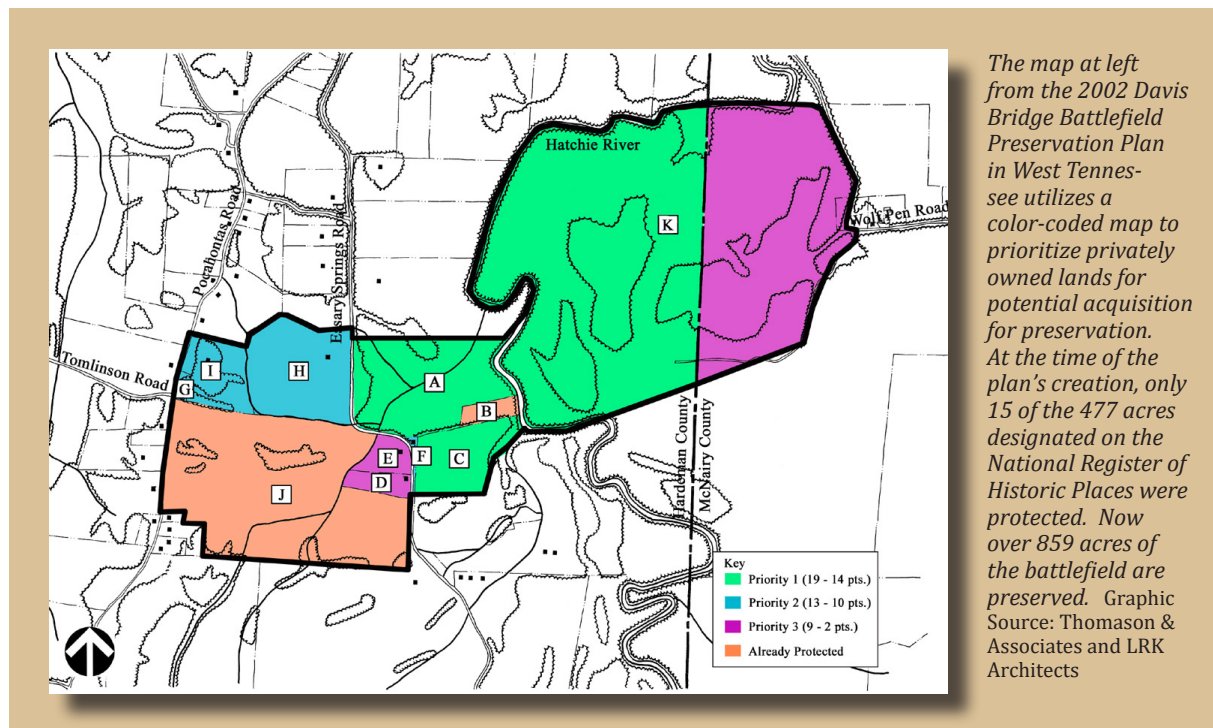 Hatchie River
Wolf Pen Road
Pocahontas Road
Essary Springs Road
Tomlinson Road
K
I
H
G
A
B
F
E
C
D
J
Hardeman County
McNairy County
Key
Priority 1 (19 - 14 pts.)
Priority 2 (13 - 10 pts.)
Priority 3 (9 - 2 pts.)
Already Protected
The map at left
from the 2002 Davis
Bridge Battlefield
Preservation Plan
in West Tennes-
see utilizes a
color-coded map to
prioritize privately
owned lands for
potential acquisition
for preservation.
At the time of the
plan's creation, only
15 of the 477 acres
designated on the
National Register of
Historic Places were
protected.  Now
over 859 acres of
the battlefield are
preserved.  Graphic
Source: Thomason &
Associates and LRK
Architects